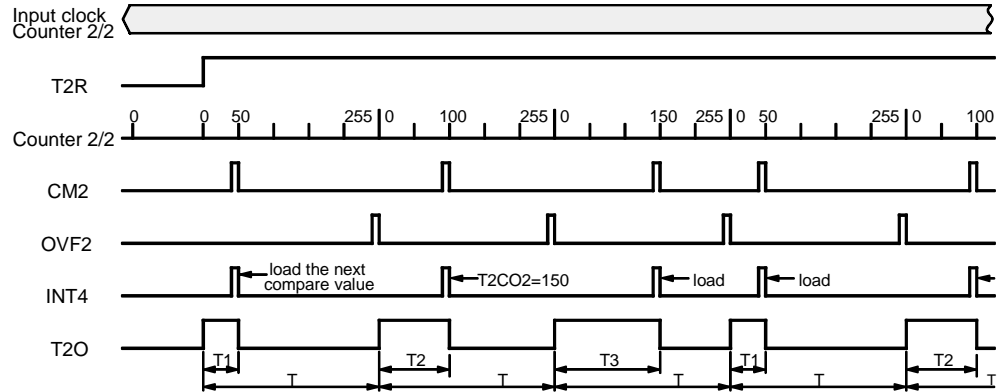 Input clock
Counter 2/2
T2R
0 0 50 255 0 100 255 0 150 255 0 50 255 0 100
Counter 2/2
CM2
OVF2
INT4
load the next
compare value
T2CO2=150
load
load
T2O
T1 T2 T3 T1 T2
T T T T T